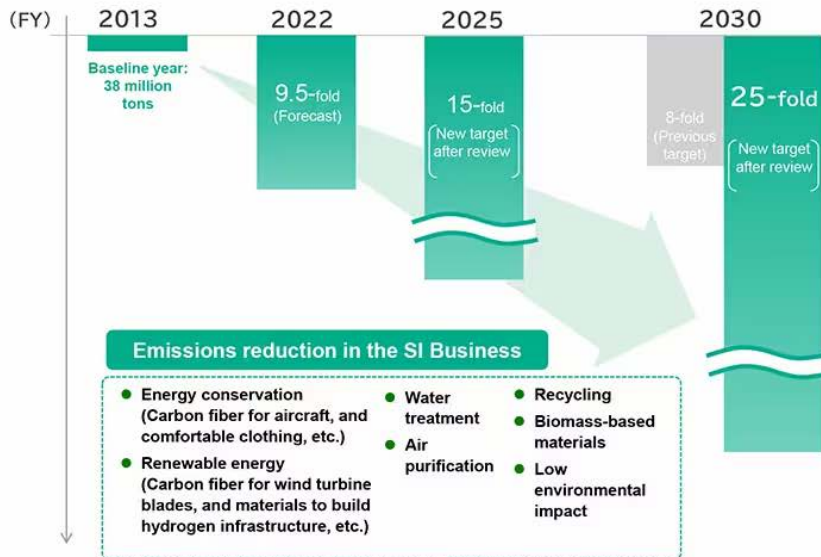 (FY)
2013
2022
2025
2030
Baseline year:
38 million
tons
9.5-fold
(Forecast)
15-fold
New target
after review
8-fold
(Previous
target)
25-fold
New target
after review
Emissions reduction in the SI Business
● Energy conservation
(Carbon fiber for aircraft, and
comfortable clothing, etc.)
● Renewable energy
(Carbon fiber for wind turbine
blades, and materials to build
hydrogen infrastructure, etc.)
● Water
treatment
● Air
purification
● Recycling
● Biomass-based
materials
● Low
environmental
impact